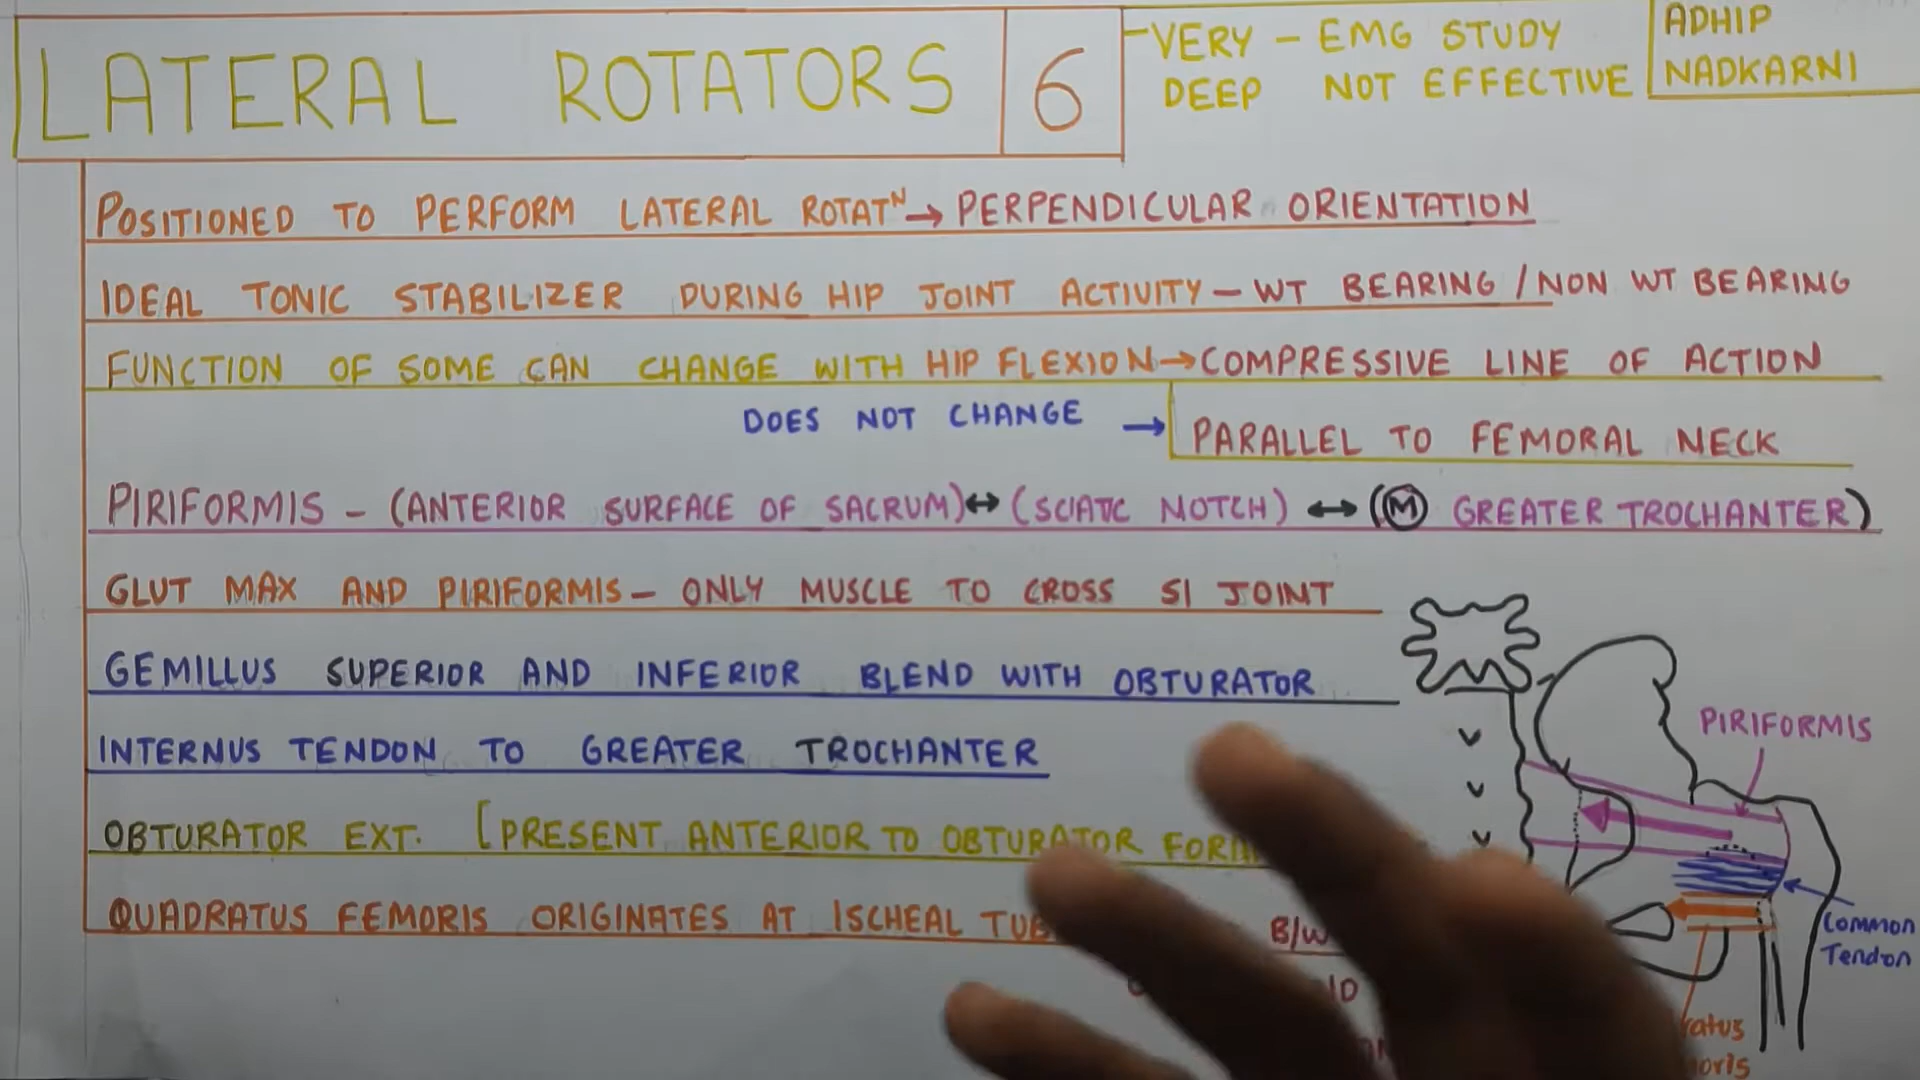 LATERAL ROTATORS 6
-VERY - EMG STUDY
DEEP NOT EFFECTIVE
ADHIP
NADKARNI
POSITIONED TO PERFORM LATERAL ROTATᴺ→ PERPENDICULAR ORIENTATION
IDEAL TONIC STABILIZER DURING HIP JOINT ACTIVITY - WT BEARING / NON WT BEARING
FUNCTION OF SOME CAN CHANGE WITH HIP FLEXION→COMPRESSIVE LINE OF ACTION
DOES NOT CHANGE → PARALLEL TO FEMORAL NECK
PIRIFORMIS - (ANTERIOR SURFACE OF SACRUM)↔(SCIATC NOTCH) ↔(Ⓜ GREATER TROCHANTER)
GLUT MAX AND PIRIFORMIS - ONLY MUSCLE TO CROSS SI JOINT
GEMILLUS SUPERIOR AND INFERIOR BLEND WITH OBTURATOR
INTERNUS TENDON TO GREATER TROCHANTER
OBTURATOR EXT. [PRESENT ANTERIOR TO OBTURATOR
QUADRATUS FEMORIS ORIGINATES AT ISCHEAL
B/W
PIRIFORMIS
COMMON
Tendon